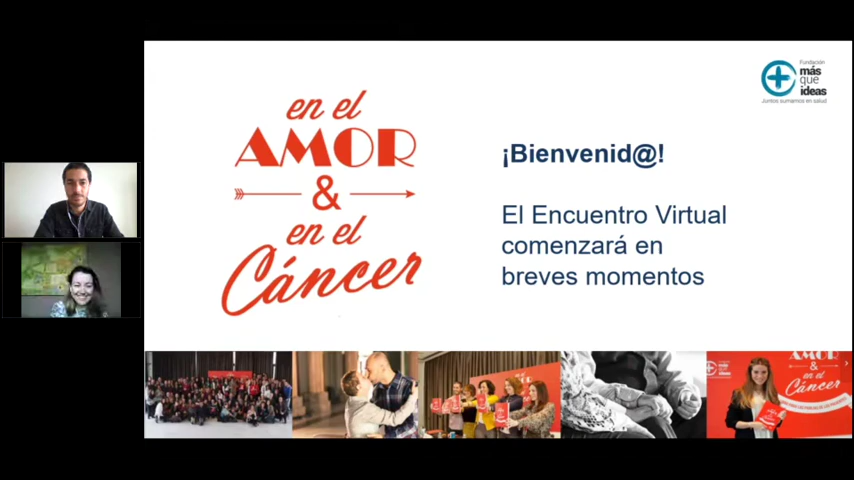 Fundación
más
que
ideas
Juntos sumamos en salud
en el
AMOR
&
en el
Cáncer
¡Bienvenid@!
El Encuentro Virtual
comenzará en
breves momentos
AMOR
&
en el
Cáncer